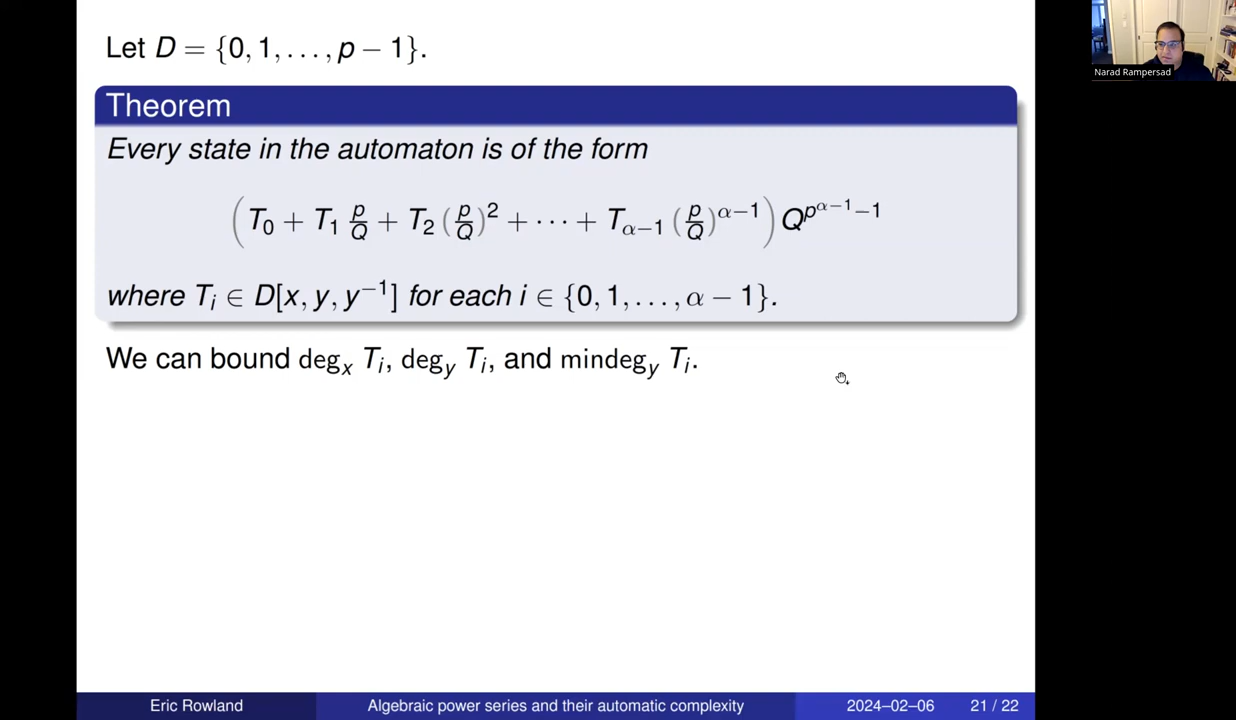 Let D = {0, 1, . . . , p − 1}.
Narad Rampersad
Theorem
Every state in the automaton is of the form
(T₀ + T₁ p/Q + T₂ (p/Q)² + · · · + T_{α−1} (p/Q)^{α−1}) Q^{p^{α−1}−1}
where Tᵢ ∈ D[x, y, y⁻¹] for each i ∈ {0, 1, . . . , α − 1}.
We can bound degₓ Tᵢ, deg_y Tᵢ, and mindeg_y Tᵢ.
Eric Rowland Algebraic power series and their automatic complexity 2024–02–06 21 / 22